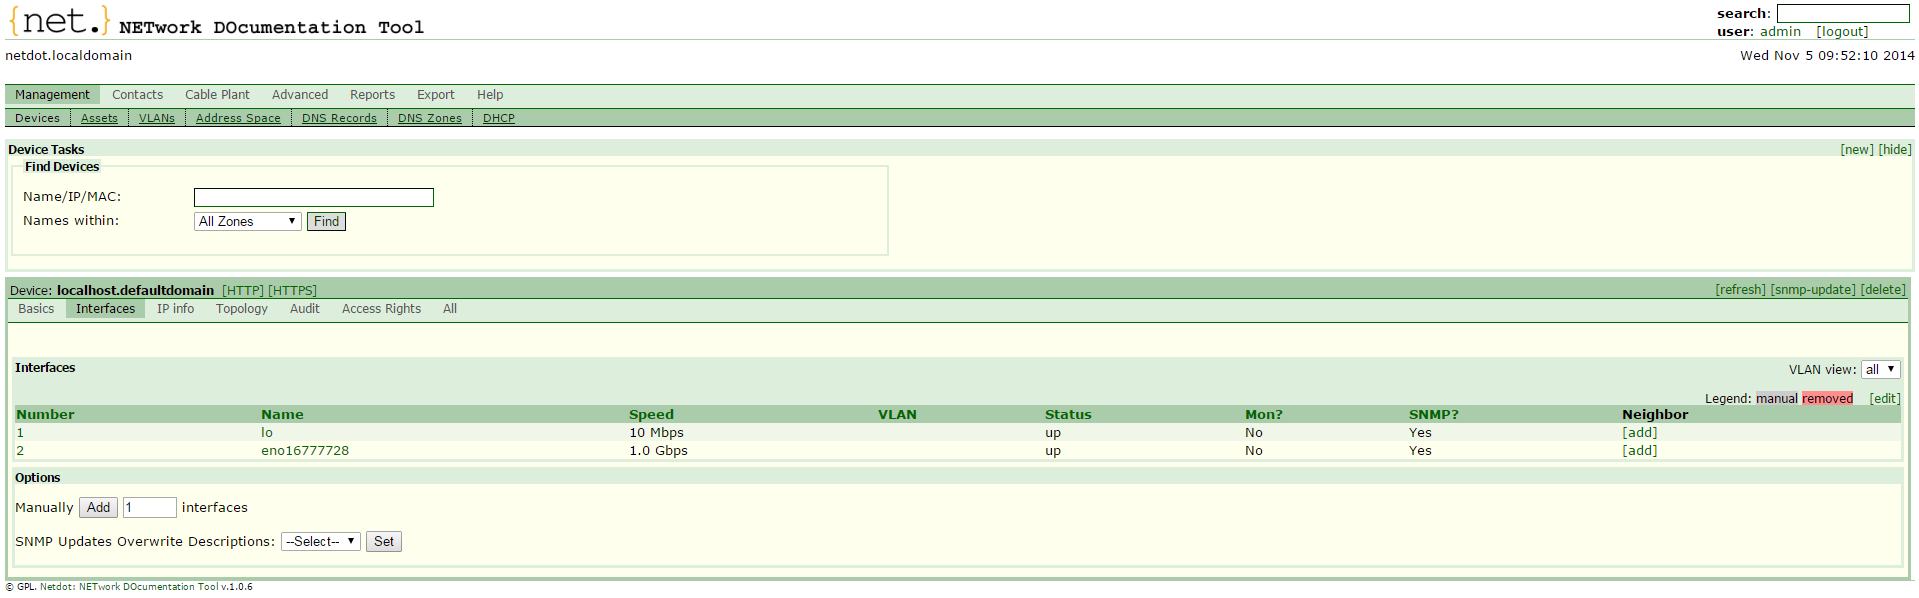 {net.} NETwork DOcumentation Tool
search:
user: admin [logout]
netdot.localdomain Wed Nov 5 09:52:10 2014
Management Contacts Cable Plant Advanced Reports Export Help
Devices Assets VLANs Address Space DNS Records DNS Zones DHCP
Device Tasks [new] [hide]
Find Devices
Name/IP/MAC:
Names within: All Zones Find
Device: localhost.defaultdomain [HTTP] [HTTPS] [refresh] [snmp-update] [delete]
Basics Interfaces IP info Topology Audit Access Rights All
Interfaces VLAN view: all
Legend: manual removed [edit]
Number Name Speed VLAN Status Mon? SNMP? Neighbor
1 lo 10 Mbps up No Yes [add]
2 eno16777728 1.0 Gbps up No Yes [add]
Options
Manually Add 1 interfaces
SNMP Updates Overwrite Descriptions: --Select-- Set
© GPL. Netdot: NETwork DOcumentation Tool v.1.0.6